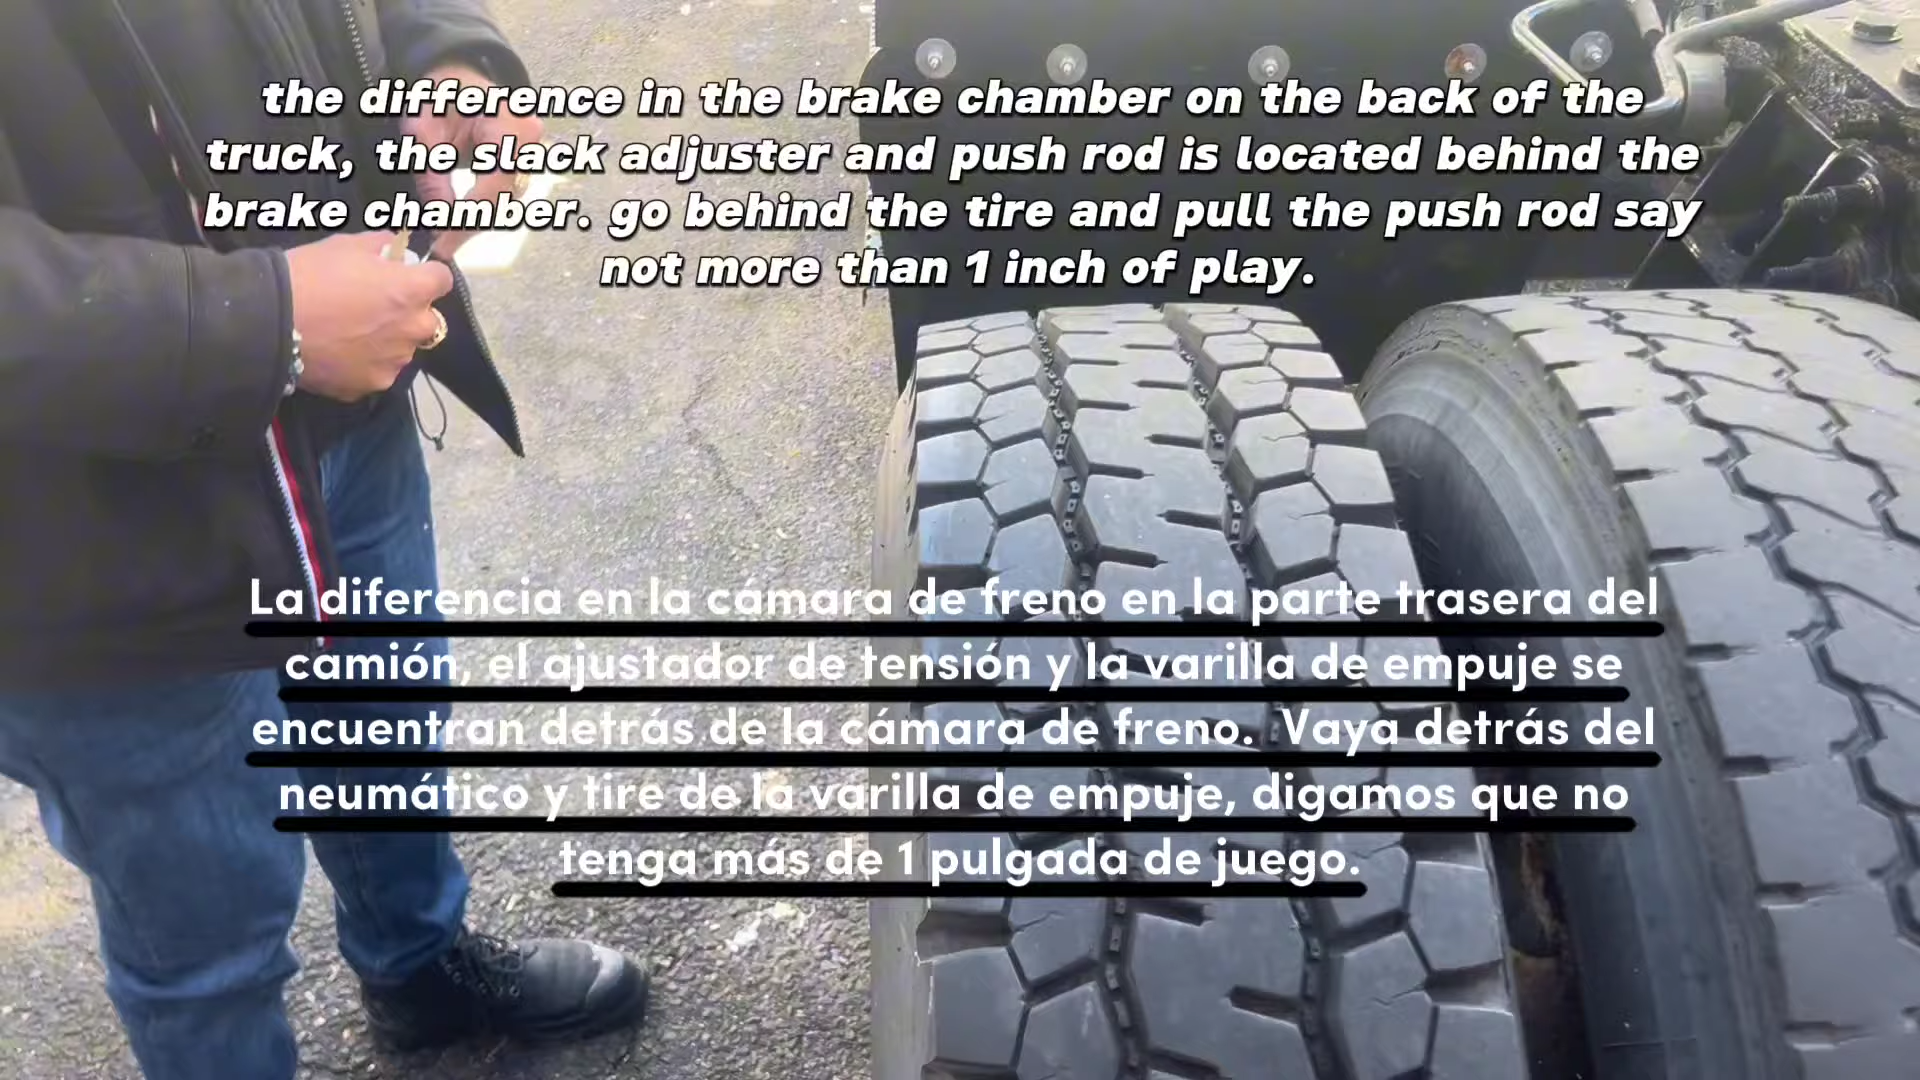 the difference in the brake chamber on the back of the
truck, the slack adjuster and push rod is located behind the
brake chamber. go behind the tire and pull the push rod say
not more than 1 inch of play.
La diferencia en la cámara de freno en la parte trasera del
camión, el ajustador de tensión y la varilla de empuje se
encuentran detrás de la cámara de freno. Vaya detrás del
neumático y tire de la varilla de empuje, digamos que no
tenga más de 1 pulgada de juego.